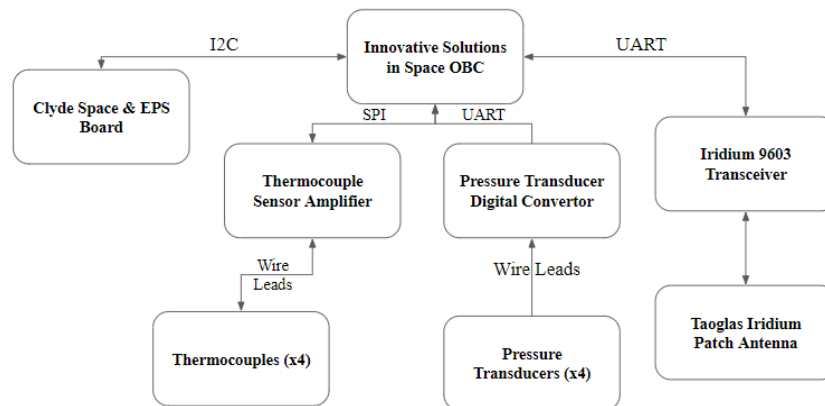 I2C
Innovative Solutions
in Space OBC
UART
Clyde Space & EPS
Board
SPI
UART
Thermocouple
Sensor Amplifier
Pressure Transducer
Digital Convertor
Iridium 9603
Transceiver
Wire
Leads
Wire Leads
Thermocouples (x4)
Pressure
Transducers (x4)
Taoglas Iridium
Patch Antenna